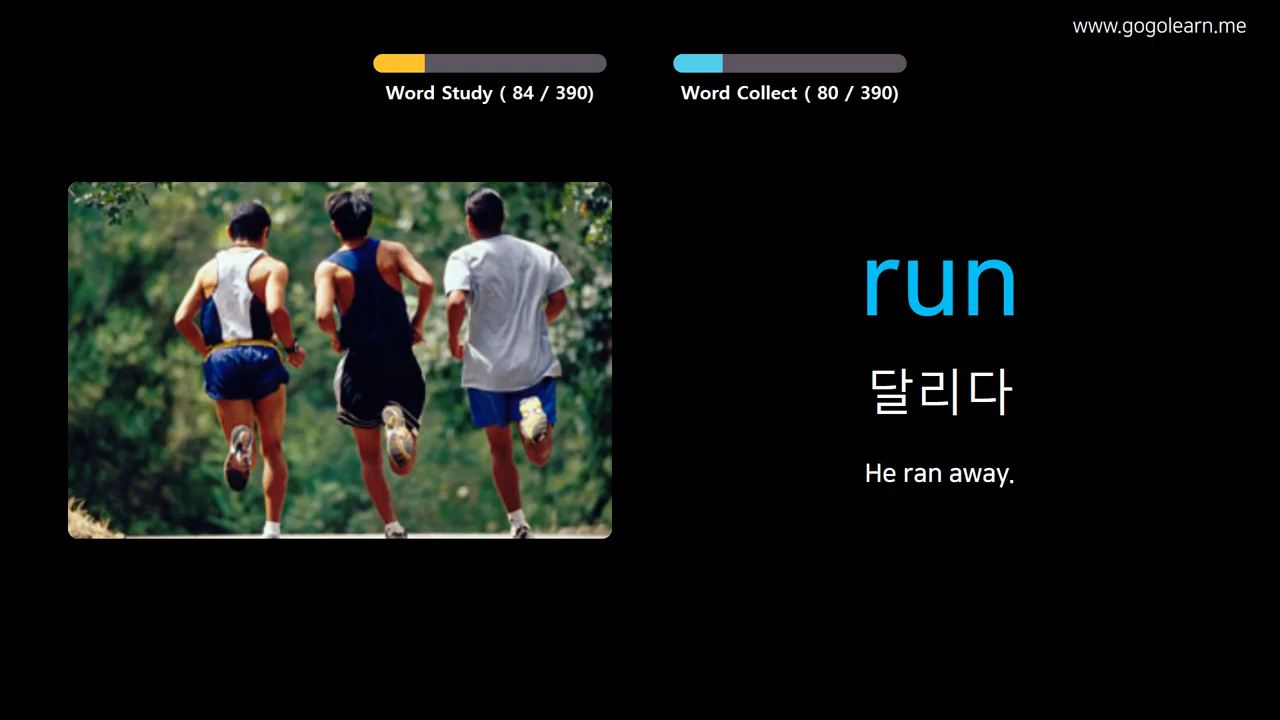 www.gogolearn.me
Word Study ( 84 / 390)
Word Collect ( 80 / 390)
run
달리다
He ran away.